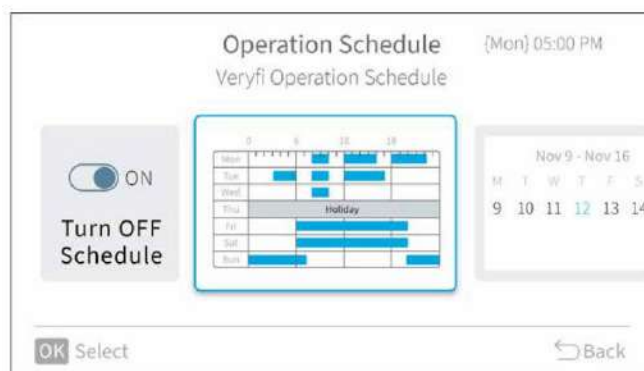 Operation Schedule
{Mon} 05:00 PM
Veryfi Operation Schedule
ON
Turn OFF
Schedule
0 6 18
Mon
Tue
Wed
Thu Holiday
Fri
Sat
Sun
Nov 9 - Nov 16
M T W T F S
9 10 11 12 13 14
OK Select
Back